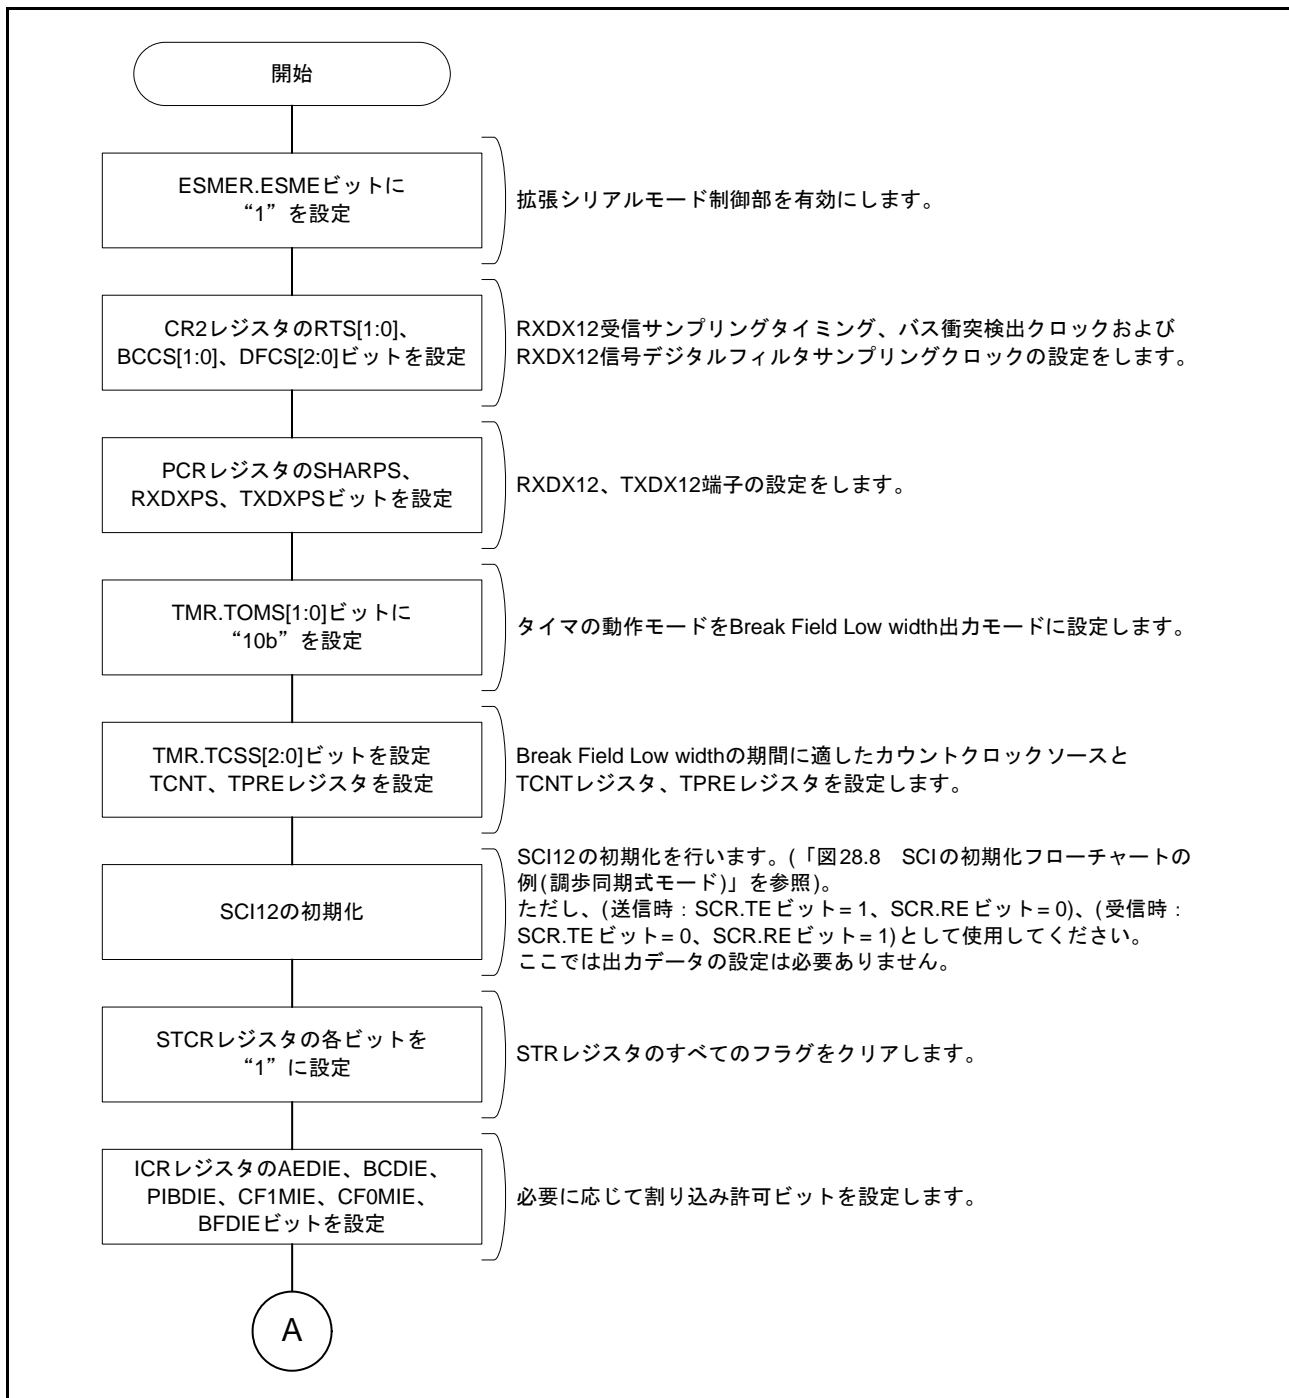 開始
ESMER.ESMEビットに
“1”を設定
拡張シリアルモード制御部を有効にします。
CR2レジスタのRTS[1:0]、
BCCS[1:0]、DFCS[2:0]ビットを設定
RXDX12受信サンプリングタイミング、バス衝突検出クロックおよび
RXDX12信号デジタルフィルタサンプリングクロックの設定をします。
PCRレジスタのSHARPS、
RXDXPS、TXDXPSビットを設定
RXDX12、TXDX12端子の設定をします。
TMR.TOMS[1:0]ビットに
“10b”を設定
タイマの動作モードをBreak Field Low width出力モードに設定します。
TMR.TCSS[2:0]ビットを設定
TCNT、TPREレジスタを設定
Break Field Low widthの期間に適したカウントクロックソースと
TCNTレジスタ、TPREレジスタを設定します。
SCI12の初期化
SCI12の初期化を行います。(「図28.8 SCIの初期化フローチャートの
例(調歩同期式モード)」を参照)。
ただし、(送信時：SCR.TEビット= 1、SCR.REビット= 0)、(受信時：
SCR.TEビット= 0、SCR.REビット= 1)として使用してください。
ここでは出力データの設定は必要ありません。
STCRレジスタの各ビットを
“1”に設定
STRレジスタのすべてのフラグをクリアします。
ICRレジスタのAEDIE、BCDIE、
PIBDIE、CF1MIE、CF0MIE、
BFDIEビットを設定
必要に応じて割り込み許可ビットを設定します。
A